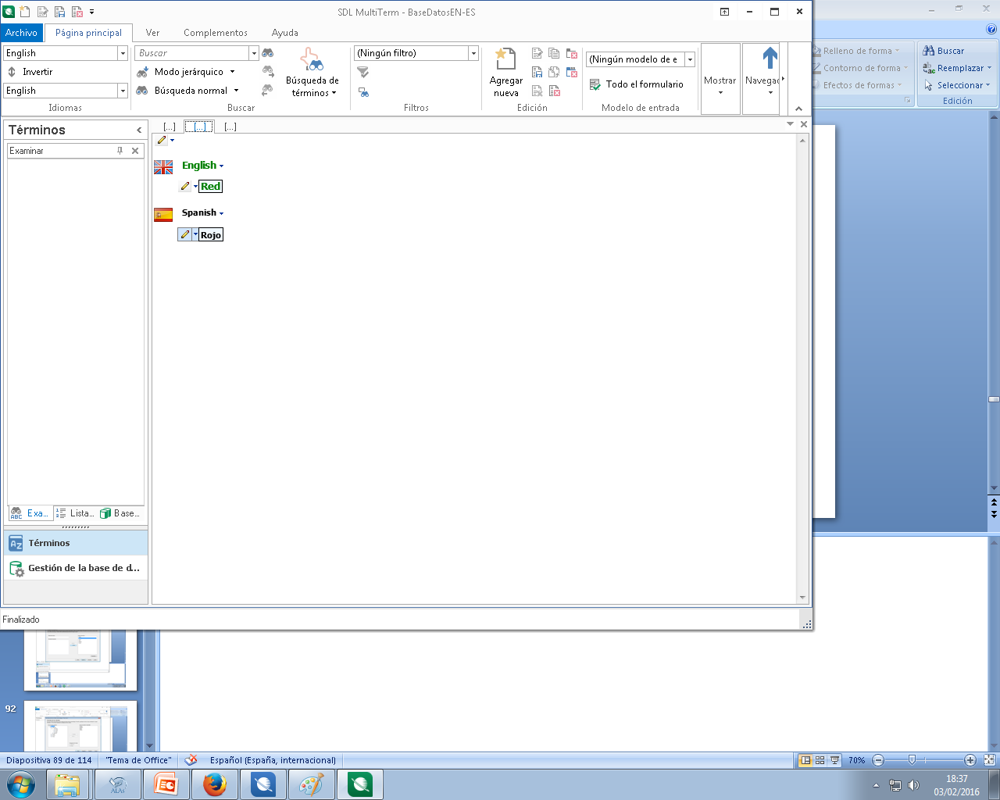 SDL MultiTerm - BaseDatosEN-ES
Archivo
Página principal
Ver
Complementos
Ayuda
English
Invertir
English
Idiomas
Buscar
Modo jerárquico
Búsqueda normal
Búsqueda de
términos
Buscar
(Ningún filtro)
Filtros
Agregar
nueva
Edición
(Ningún modelo de e
Todo el formulario
Modelo de entrada
Mostrar
Navegac
Relleno de forma
Contorno de forma
Efectos de formas
Buscar
Reemplazar
Seleccionar
Edición
Términos
Examinar
[...]
[...]
[...]
English
Red
Spanish
Rojo
Exa...
Lista...
Base...
Términos
Gestión de la base de d...
Finalizado
92
Diapositiva 89 de 114
"Tema de Office"
Español (España, internacional)
70%
ALAs
18:37
03/02/2016